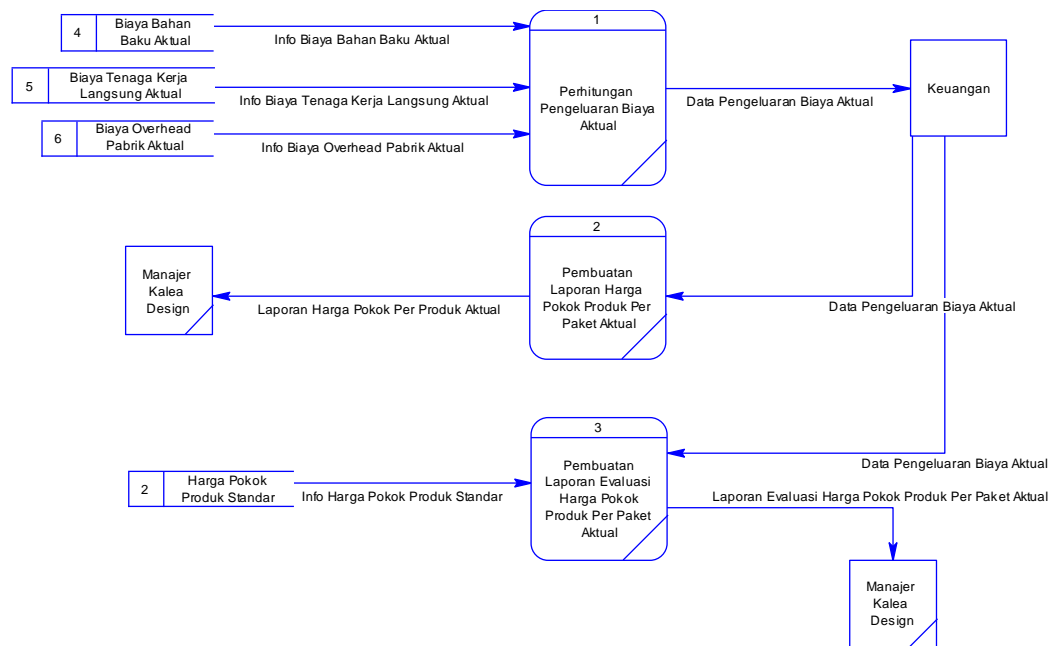 4
Biaya Bahan
Baku Aktual
Info Biaya Bahan Baku Aktual
5
Biaya Tenaga Kerja
Langsung Aktual
Info Biaya Tenaga Kerja Langsung Aktual
6
Biaya Overhead
Pabrik Aktual
Info Biaya Overhead Pabrik Aktual
1
Perhitungan
Pengeluaran Biaya
Aktual
Data Pengeluaran Biaya Aktual
Keuangan
2
Pembuatan
Laporan Harga
Pokok Produk Per
Paket Aktual
Data Pengeluaran Biaya Aktual
Laporan Harga Pokok Per Produk Aktual
Manajer
Kalea
Design
3
Pembuatan
Laporan Evaluasi
Harga Pokok
Produk Per Paket
Aktual
Data Pengeluaran Biaya Aktual
2
Harga Pokok
Produk Standar
Info Harga Pokok Produk Standar
Laporan Evaluasi Harga Pokok Produk Per Paket Aktual
Manajer
Kalea
Design